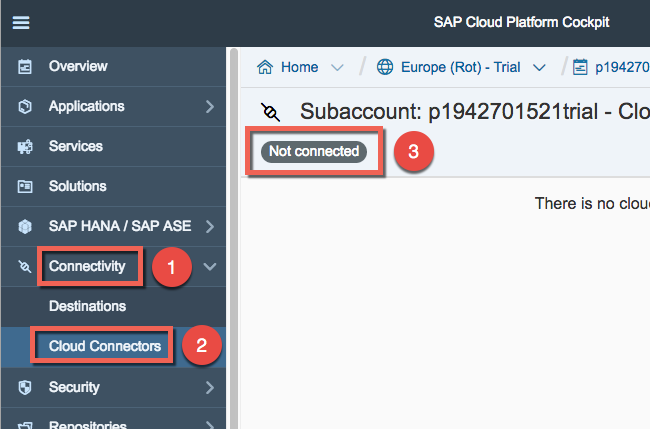 SAP Cloud Platform Cockpit
Overview
Applications
Services
Solutions
SAP HANA / SAP ASE
Connectivity
1
Destinations
Cloud Connectors
2
Security
Repositories
Home / Europe (Rot) - Trial / p1942701
Subaccount: p1942701521trial - Clo
Not connected
3
There is no clou